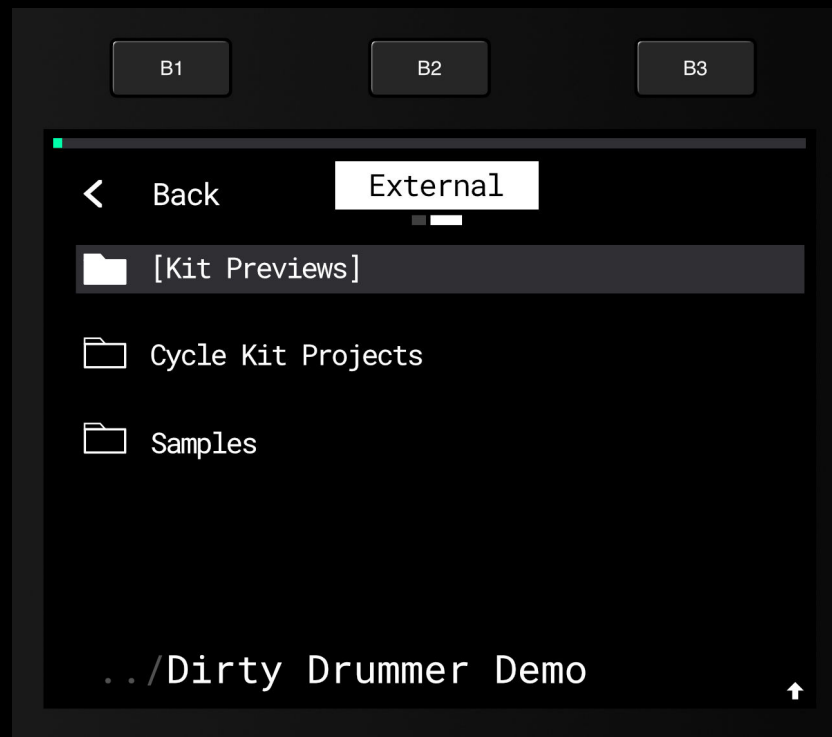 B1 B2 B3
Back External
[Kit Previews]
Cycle Kit Projects
Samples
../Dirty Drummer Demo